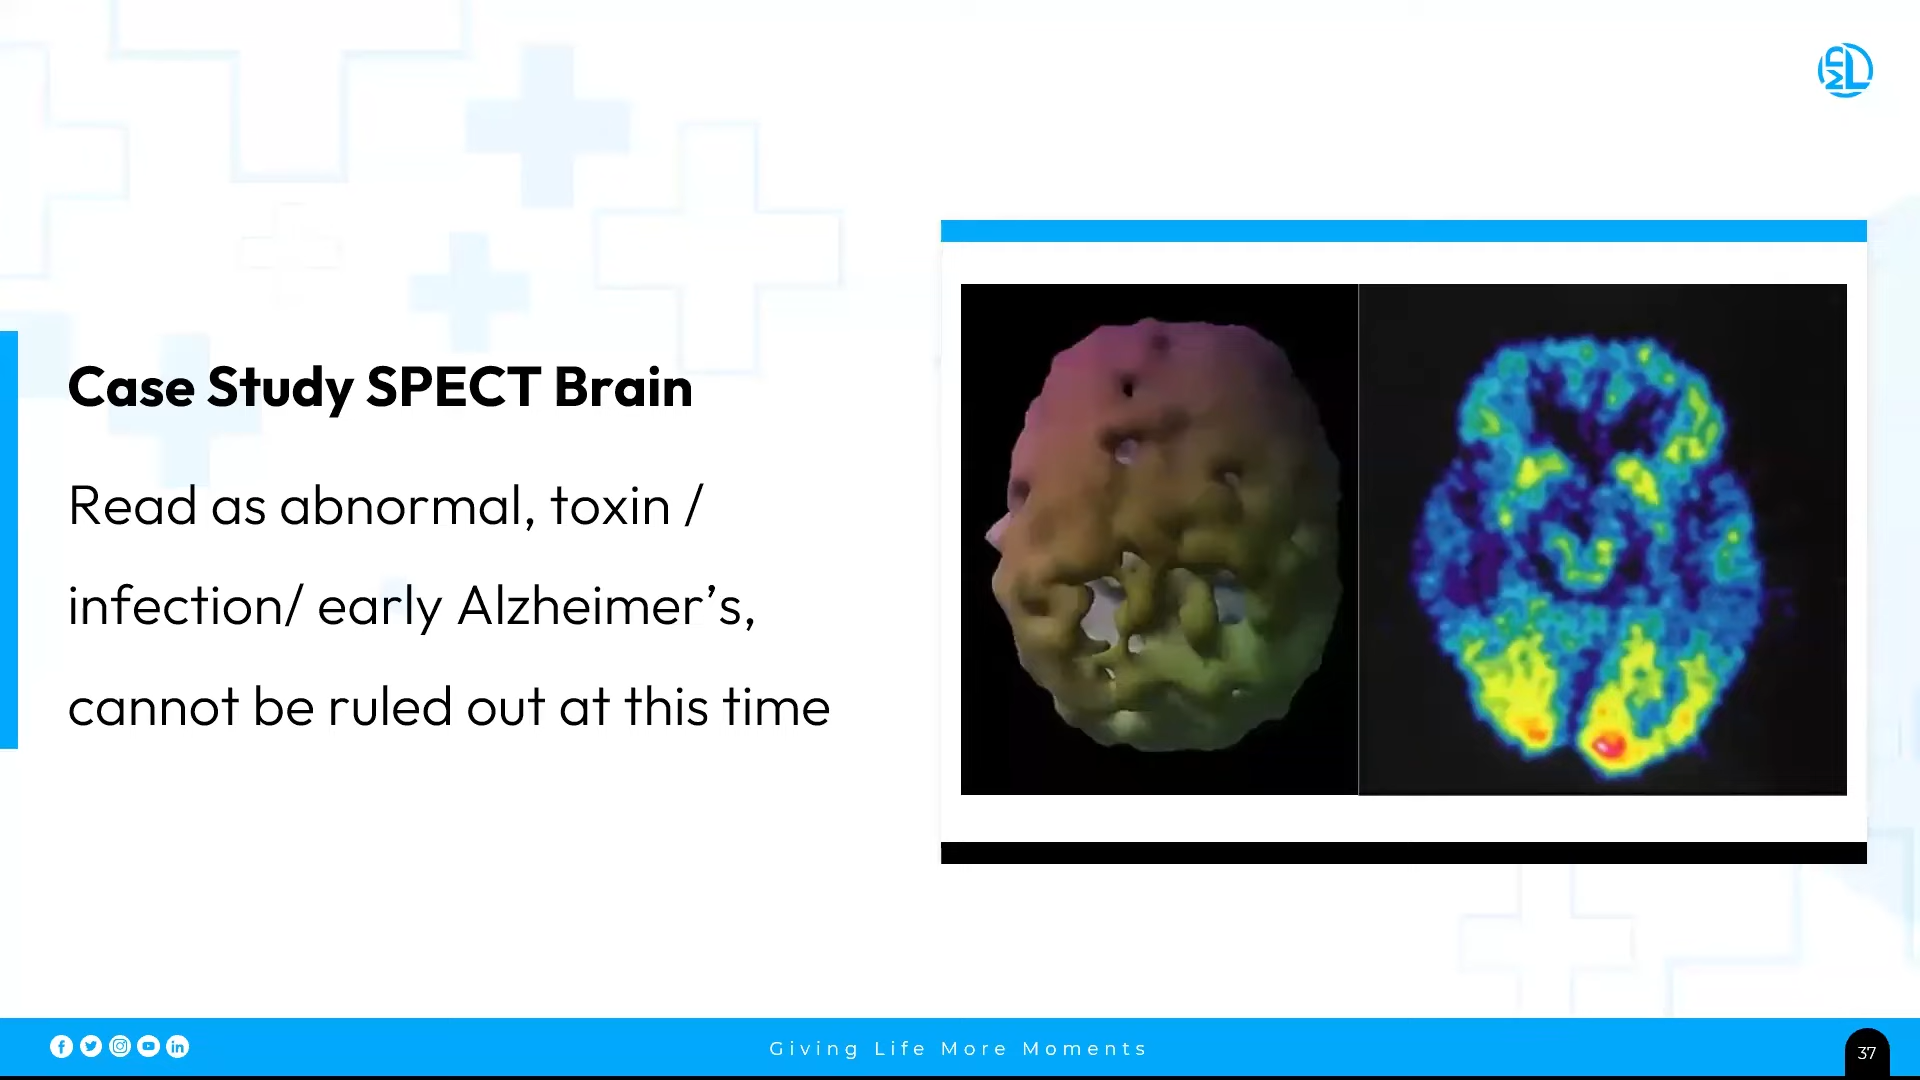 Case Study SPECT Brain
Read as abnormal, toxin /
infection/ early Alzheimer’s,
cannot be ruled out at this time
Giving Life More Moments
37